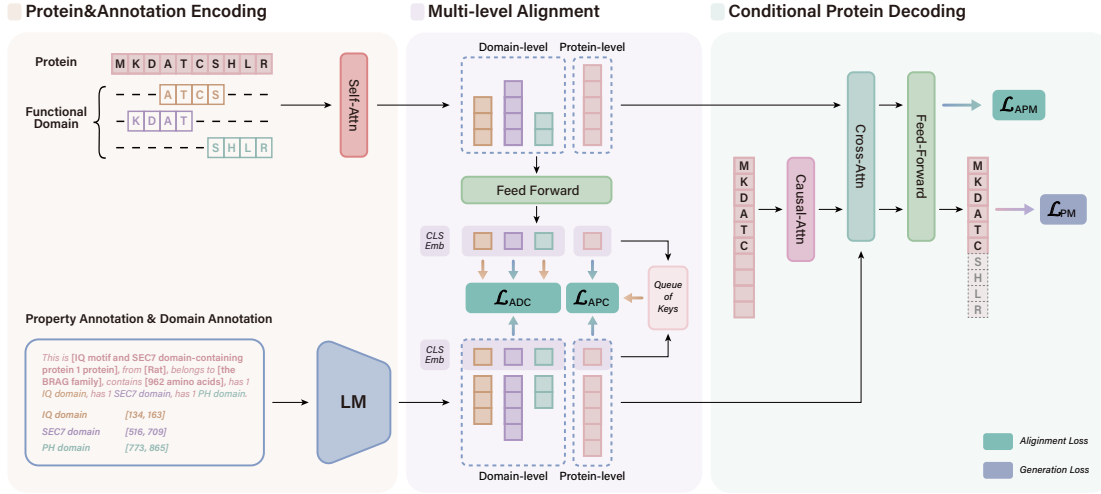 Protein&Annotation Encoding
Protein
M K D A T C S H L R
Functional
Domain
A T C S
K D A T
S H L R
Self-Attn
Property Annotation & Domain Annotation
This is [IQ motif and SEC7 domain-containing
protein 1 protein], from [Rat], belongs to [the
BRAG family], contains [962 amino acids], has 1
IQ domain, has 1 SEC7 domain, has 1 PH domain.
IQ domain [134, 163]
SEC7 domain [516, 709]
PH domain [773, 865]
LM
Multi-level Alignment
Domain-level Protein-level
Feed Forward
CLS
Emb
ℒADC
ℒAPC
Queue
of
Keys
CLS
Emb
Domain-level Protein-level
Conditional Protein Decoding
M
K
D
A
T
C
Causal-Attn
Cross-Attn
Feed-Forward
ℒAPM
M
K
D
A
T
C
S
H
L
R
ℒPM
Alignment Loss
Generation Loss